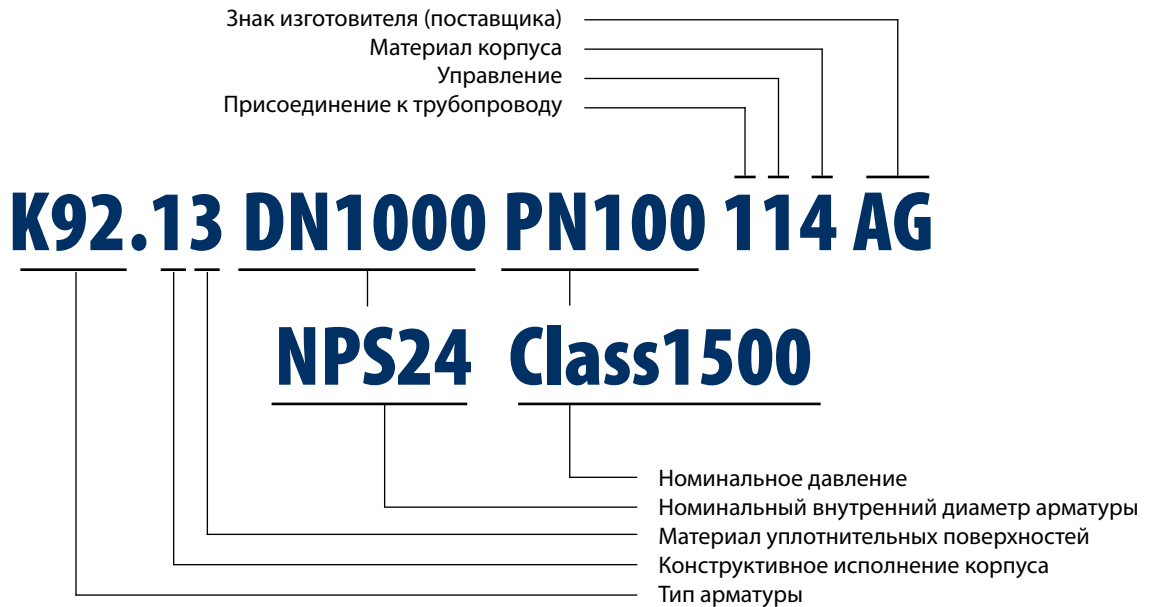 Знак изготовителя (поставщика)
Материал корпуса
Управление
Присоединение к трубопроводу
K92.13 DN1000 PN100 114 AG
NPS24 Class1500
Номинальное давление
Номинальный внутренний диаметр арматуры
Материал уплотнительных поверхностей
Конструктивное исполнение корпуса
Тип арматуры